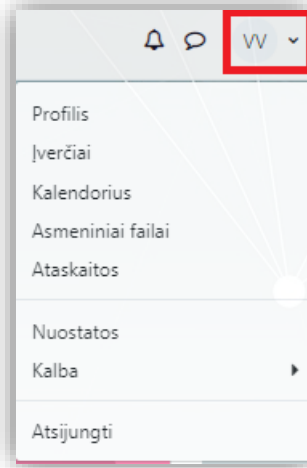 VV
Profilis
Įverčiai
Kalendorius
Asmeniniai failai
Ataskaitos
Nuostatos
Kalba
Atsijungti